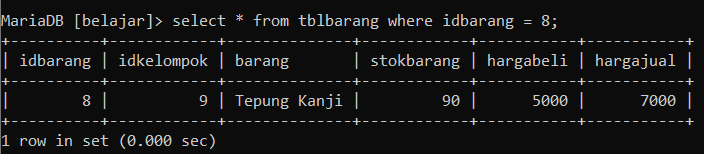 MariaDB [belajar]> select * from tblbarang where idbarang = 8;
+----------+------------+--------------+------------+-----------+-----------+
| idbarang | idkelompok | barang       | stokbarang | hargabeli | hargajual |
+----------+------------+--------------+------------+-----------+-----------+
|        8 |          9 | Tepung Kanji |         90 |      5000 |      7000 |
+----------+------------+--------------+------------+-----------+-----------+
1 row in set (0.000 sec)